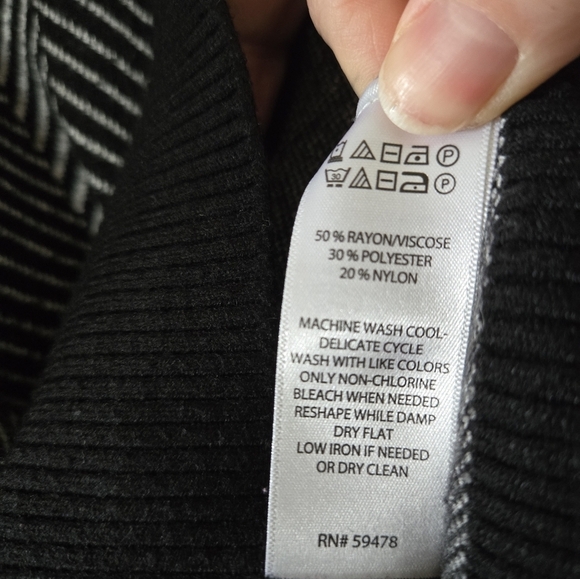 P
30 P
50 % RAYON/VISCOSE
30 % POLYESTER
20 % NYLON
MACHINE WASH COOL-
DELICATE CYCLE
WASH WITH LIKE COLORS
ONLY NON-CHLORINE
BLEACH WHEN NEEDED
RESHAPE WHILE DAMP
DRY FLAT
LOW IRON IF NEEDED
OR DRY CLEAN
RN# 59478